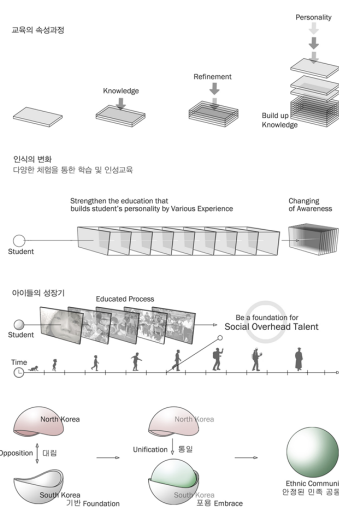 교육의 속성과정
Personality
Refinement
Knowledge
Build up
Knowledge
인식의 변화
다양한 체험을 통한 학습 및 인성교육
Strengthen the education that
builds student's personality by Various Experience
Changing
of Awareness
Student
아이들의 성장기
Educated Process
Be a foundation for
Social Overhead Talent
Student
Time
North Korea
North Korea
Opposition 대립
Unification 통일
South Korea
기반 Foundation
South Korea
포용 Embrace
Ethnic Communi
안정된 민족 공동